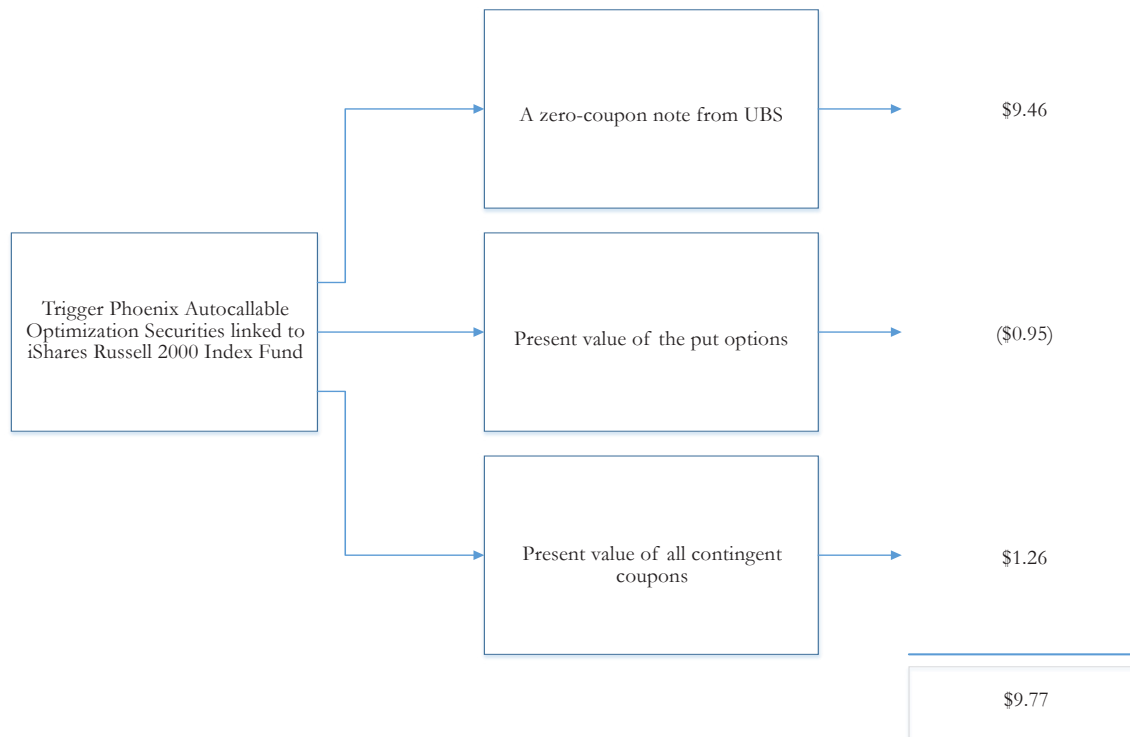 A zero-coupon note from UBS
$9.46
Trigger Phoenix Autocallable
Optimization Securities linked to
iShares Russell 2000 Index Fund
Present value of the put options
($0.95)
Present value of all contingent
coupons
$1.26
$9.77